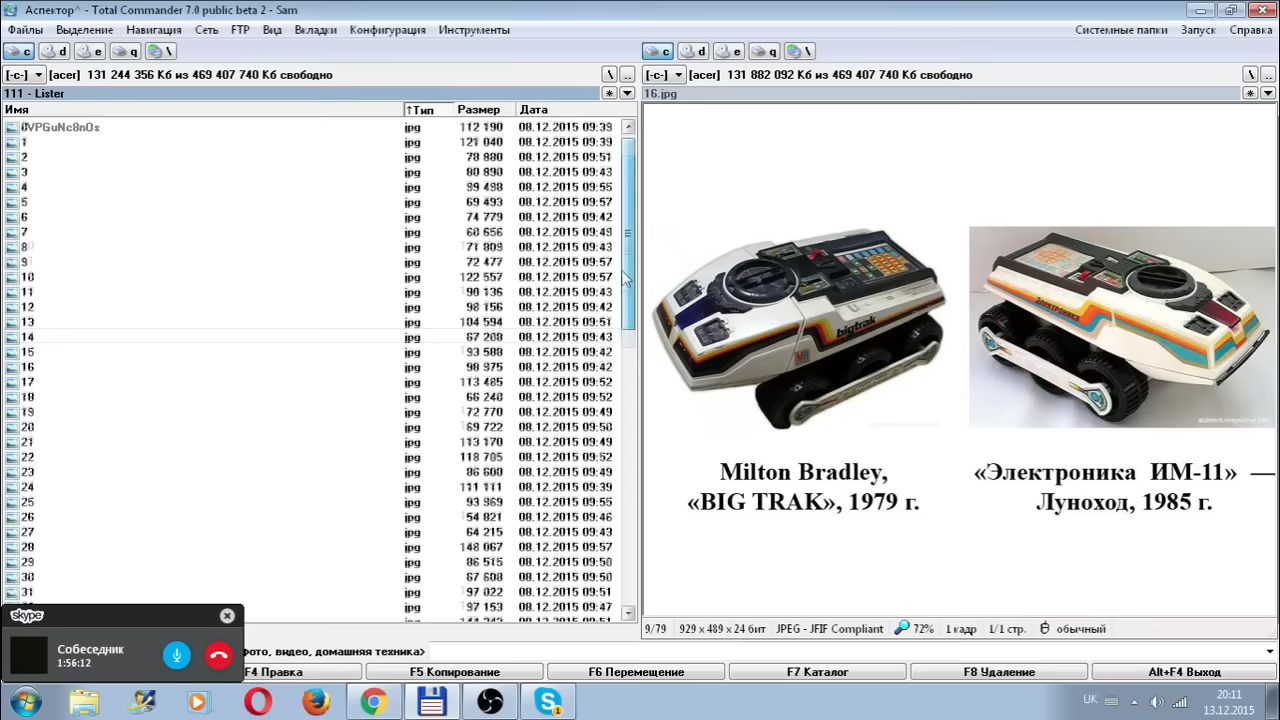 Аспектор^ - Total Commander 7.0 public beta 2 - Sam
Файлы Выделение Навигация Сеть FTP Вид Вкладки Конфигурация Инструменты Системные папки Запуск Справка
c d e q \ c d e q \
[-c-] [acer] 131 244 356 Кб из 469 407 740 Кб свободно \ .. [-c-] [acer] 131 882 092 Кб из 469 407 740 Кб свободно \ ..
111 - Lister * 16.jpg *
Имя ↑Тип Размер Дата
jpg 112 190 08.12.2015 09:39
1 jpg 121 040 08.12.2015 09:39
2 jpg 78 880 08.12.2015 09:51
3 jpg 80 890 08.12.2015 09:43
4 jpg 99 498 08.12.2015 09:55
5 jpg 69 493 08.12.2015 09:57
6 jpg 74 779 08.12.2015 09:42
7 jpg 68 656 08.12.2015 09:49
8 jpg 71 809 08.12.2015 09:43
9 jpg 72 477 08.12.2015 09:57
10 jpg 122 557 08.12.2015 09:57
11 jpg 90 136 08.12.2015 09:43
12 jpg 98 156 08.12.2015 09:42
13 jpg 104 594 08.12.2015 09:51
14 jpg 67 208 08.12.2015 09:43
15 jpg 93 588 08.12.2015 09:42
16 jpg 98 975 08.12.2015 09:42
17 jpg 113 485 08.12.2015 09:52
18 jpg 66 248 08.12.2015 09:52
19 jpg 72 770 08.12.2015 09:49
20 jpg 89 722 08.12.2015 09:50
21 jpg 113 170 08.12.2015 09:49
22 jpg 118 705 08.12.2015 09:52
23 jpg 86 600 08.12.2015 09:49
24 jpg 111 111 08.12.2015 09:39
25 jpg 93 869 08.12.2015 09:55
26 jpg 54 821 08.12.2015 09:46
27 jpg 64 215 08.12.2015 09:43
28 jpg 148 067 08.12.2015 09:57
29 jpg 86 515 08.12.2015 09:50
30 jpg 67 608 08.12.2015 09:50
31 jpg 97 022 08.12.2015 09:51
jpg 97 153 08.12.2015 09:47
bigtrak
Электроника
Milton Bradley,
«BIG TRAK», 1979 г.
«Электроника ИМ-11» —
Луноход, 1985 г.
9/79 929 x 489 x 24 бит JPEG - JFIF Compliant 72% 1 кадр 1/1 стр. обычный
skype
Собеседник
1:56:12
фото, видео, домашняя техника>
F4 Правка F5 Копирование F6 Перемещение F7 Каталог F8 Удаление Alt+F4 Выход
UK 20:11
13.12.2015